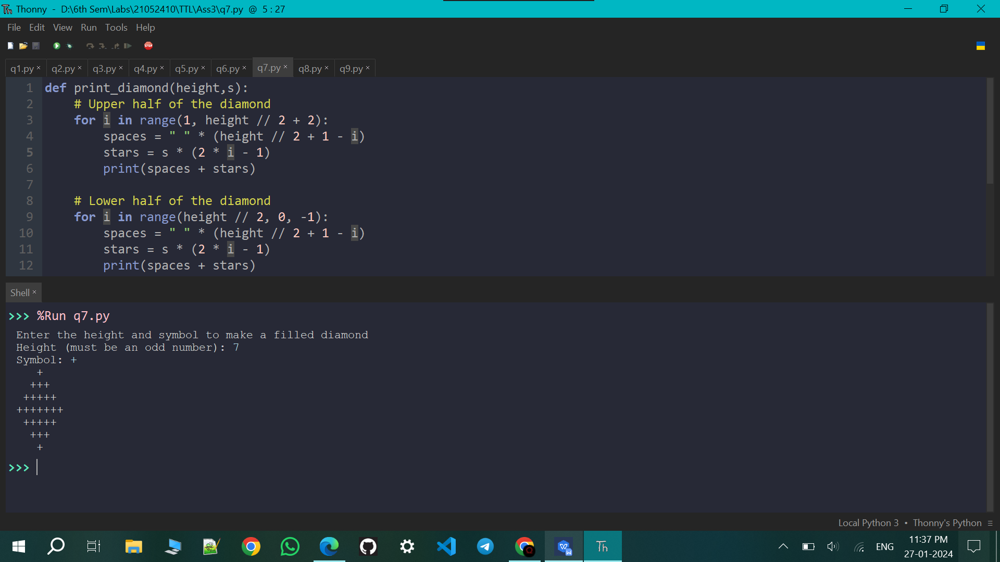 Thonny - D:\6th Sem\Labs\21052410\TTL\Ass3\q7.py @ 5 : 27
File Edit View Run Tools Help
STOP
q1.py × q2.py × q3.py × q4.py × q5.py × q6.py × q7.py × q8.py × q9.py ×
1 def print_diamond(height,s):
2     # Upper half of the diamond
3     for i in range(1, height // 2 + 2):
4         spaces = " " * (height // 2 + 1 - i)
5         stars = s * (2 * i - 1)
6         print(spaces + stars)
7
8     # Lower half of the diamond
9     for i in range(height // 2, 0, -1):
10         spaces = " " * (height // 2 + 1 - i)
11         stars = s * (2 * i - 1)
12         print(spaces + stars)
Shell ×
>>> %Run q7.py
Enter the height and symbol to make a filled diamond
Height (must be an odd number): 7
Symbol: +
   +
  +++
 +++++
+++++++
 +++++
  +++
   +
>>>
Local Python 3 • Thonny's Python ≡
Th
ENG
11:37 PM
27-01-2024